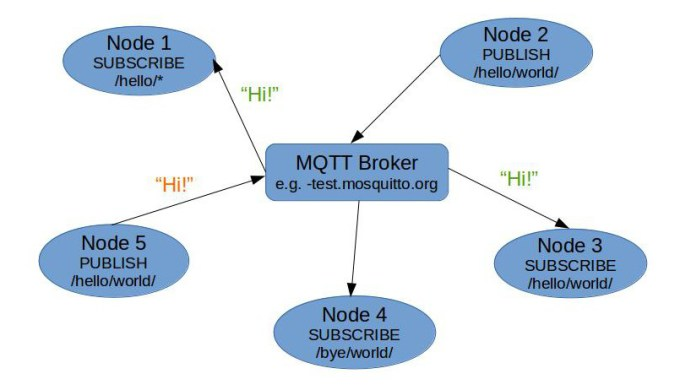 Node 1
SUBSCRIBE
/hello/*
Node 2
PUBLISH
/hello/world/
“Hi!”
MQTT Broker
e.g. -test.mosquitto.org
“Hi!”
“Hi!”
Node 5
PUBLISH
/hello/world/
Node 3
SUBSCRIBE
/hello/world/
Node 4
SUBSCRIBE
/bye/world/